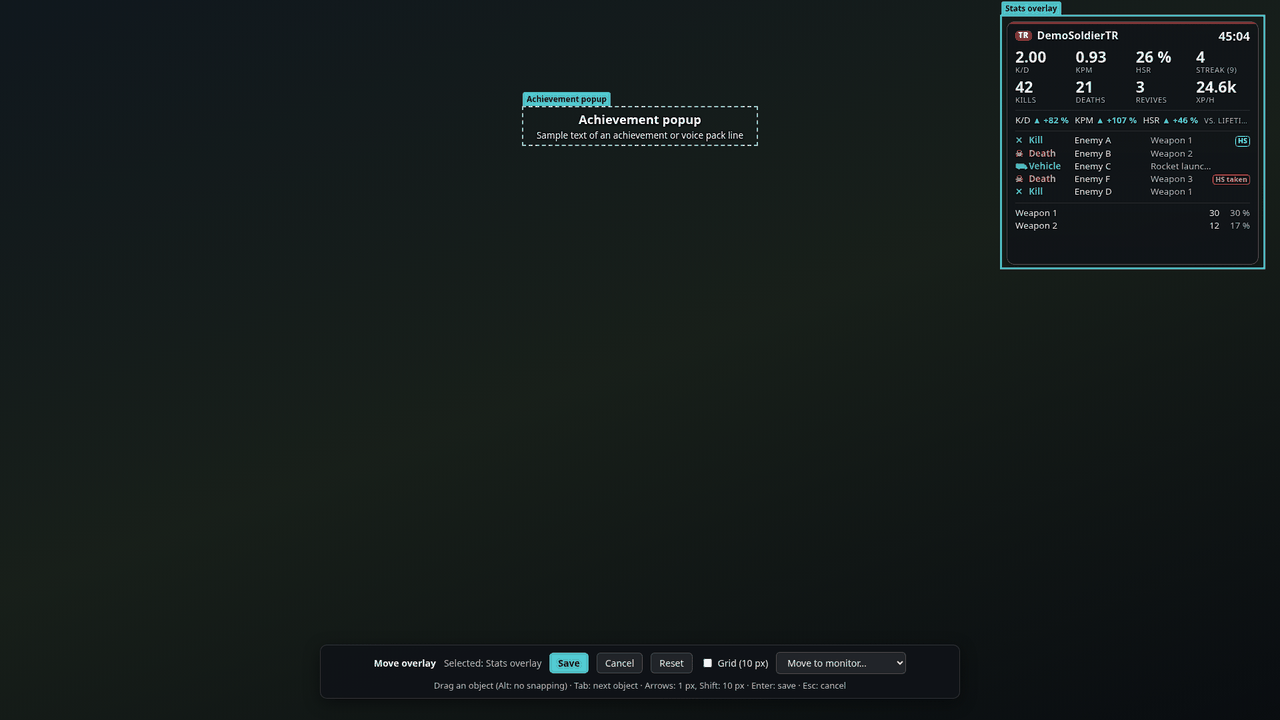 Stats overlay
TR DemoSoldierTR 45:04
2.00 0.93 26 % 4
K/D KPM HSR STREAK (9)
42 21 3 24.6k
KILLS DEATHS REVIVES XP/H
K/D ▲ +82 % KPM ▲ +107 % HSR ▲ +46 % VS. LIFETI...
Kill Enemy A Weapon 1 HS
Death Enemy B Weapon 2
Vehicle Enemy C Rocket launc...
Death Enemy F Weapon 3 HS taken
Kill Enemy D Weapon 1
Weapon 1 30 30 %
Weapon 2 12 17 %
Achievement popup
Achievement popup
Sample text of an achievement or voice pack line
Move overlay Selected: Stats overlay Save Cancel Reset Grid (10 px) Move to monitor...
Drag an object (Alt: no snapping) · Tab: next object · Arrows: 1 px, Shift: 10 px · Enter: save · Esc: cancel